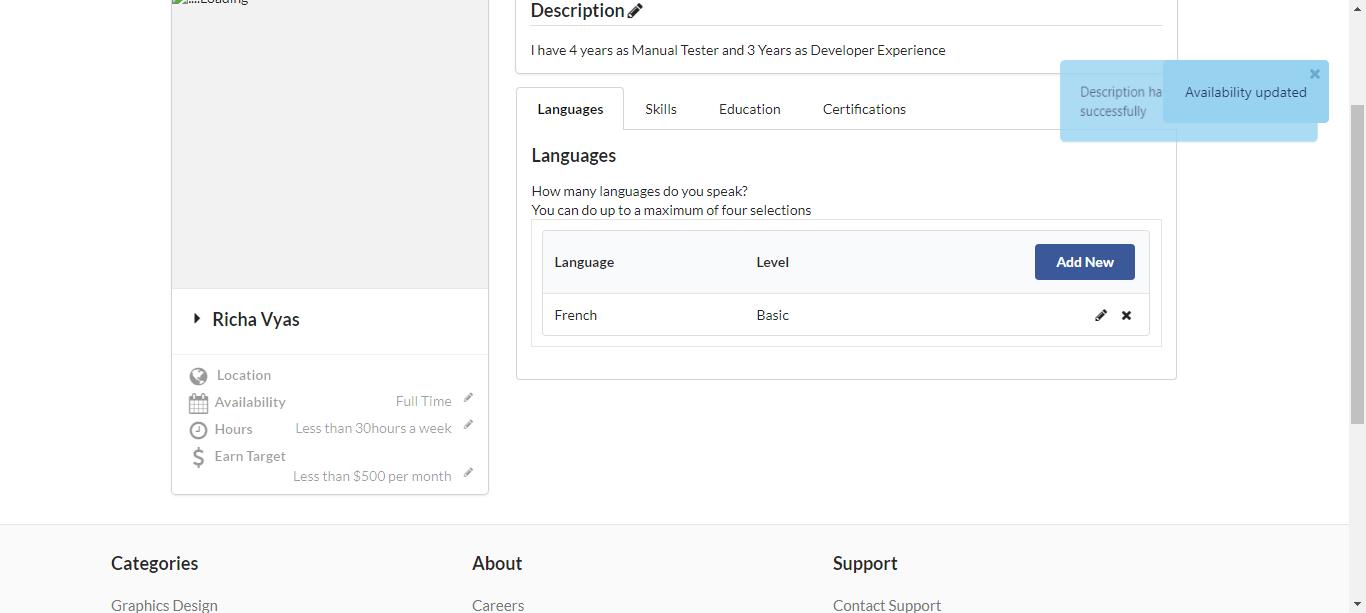 ....Loading
Description
I have 4 years as Manual Tester and 3 Years as Developer Experience
Description ha
successfully
Availability updated
Languages Skills Education Certifications
Languages
How many languages do you speak?
You can do up to a maximum of four selections
Language Level Add New
French Basic
Richa Vyas
Location
Availability Full Time
Hours Less than 30hours a week
Earn Target
Less than $500 per month
Categories About Support
Graphics Design Careers Contact Support